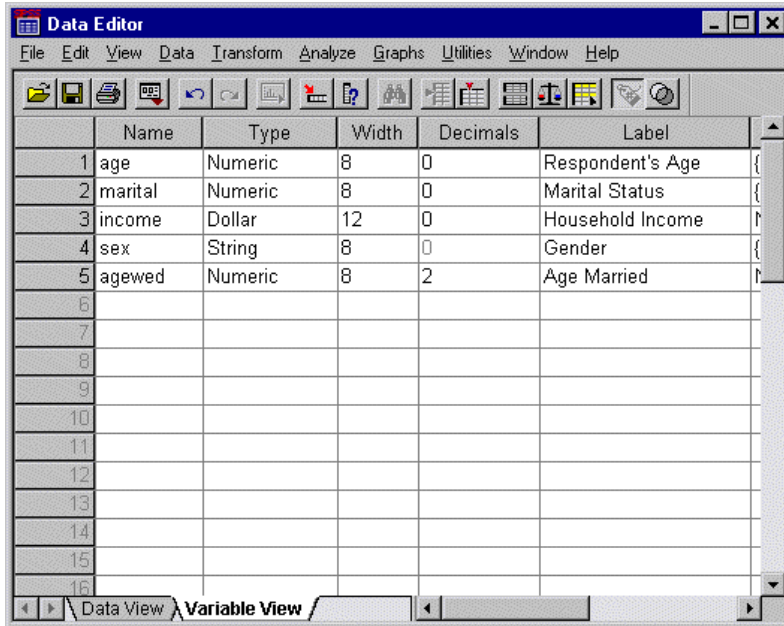 Data Editor
File Edit View Data Transform Analyze Graphs Utilities Window Help
Name Type Width Decimals Label
1 age Numeric 8 0 Respondent's Age {
2 marital Numeric 8 0 Marital Status {
3 income Dollar 12 0 Household Income
4 sex String 8 0 Gender {
5 agewed Numeric 8 2 Age Married
6
7
8
9
10
11
12
13
14
15
16
Data View Variable View